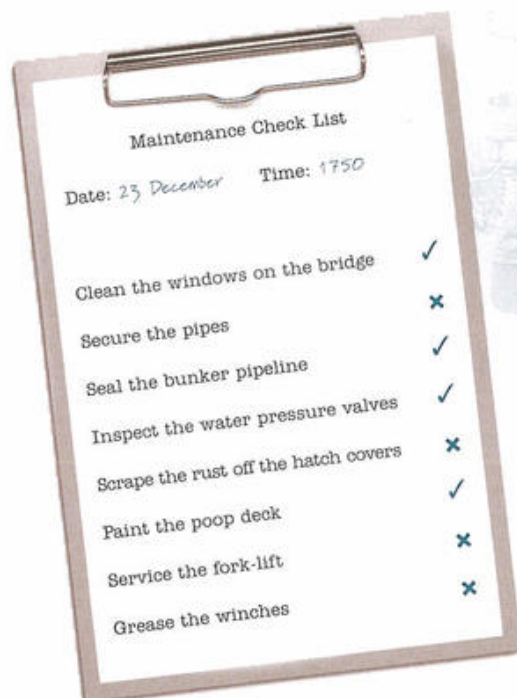 Maintenance Check List
Date: 23 December Time: 1750
Clean the windows on the bridge ✓
Secure the pipes ×
Seal the bunker pipeline ✓
Inspect the water pressure valves ✓
Scrape the rust off the hatch covers ×
Paint the poop deck ✓
Service the fork-lift ×
Grease the winches ×